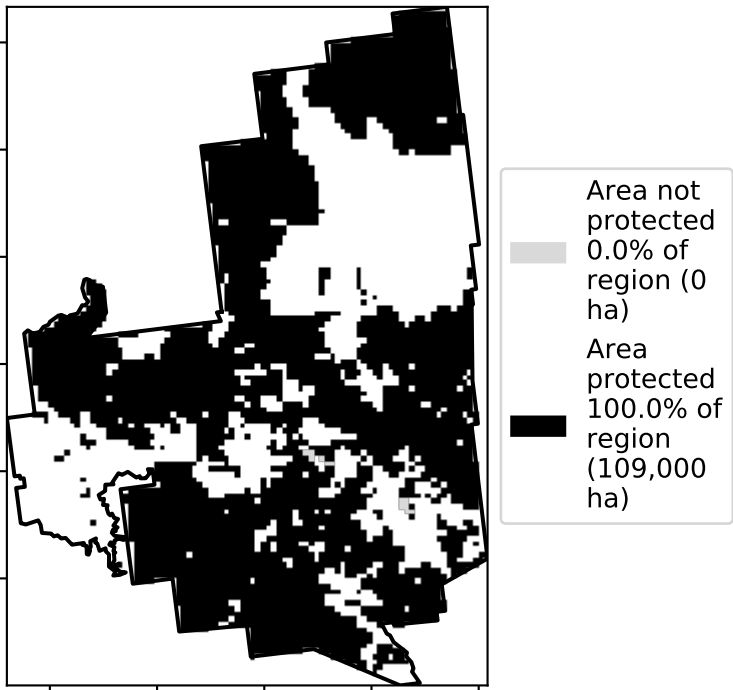 Area not
protected
0.0% of
region (0
ha)
Area
protected
100.0% of
region
(109,000
ha)